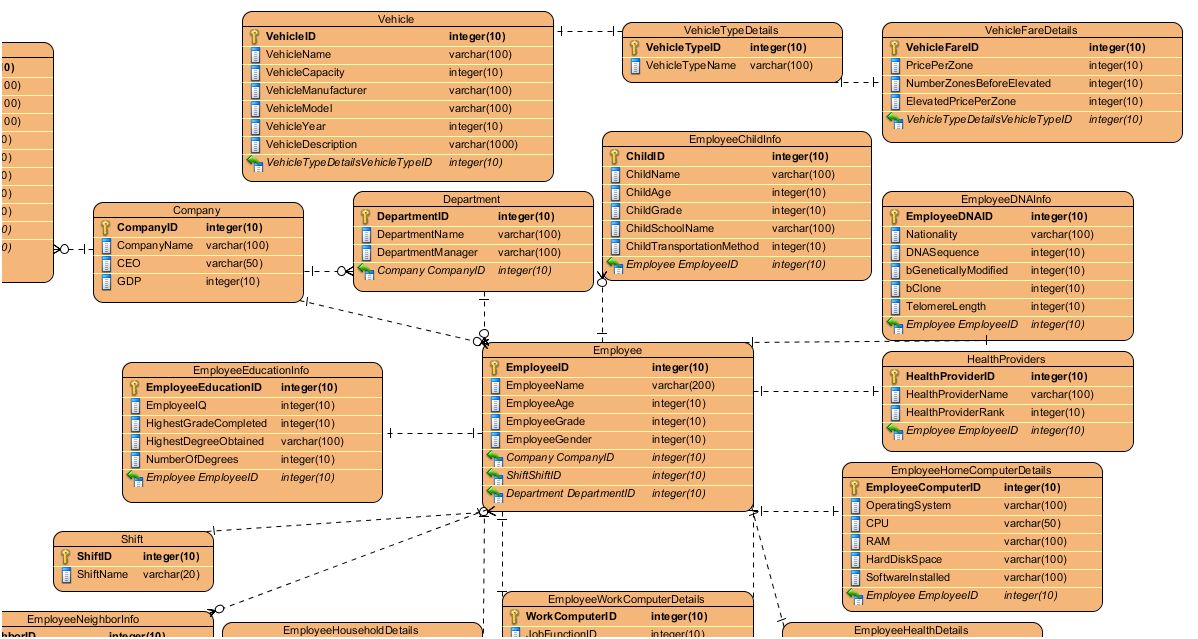 0)
00)
00)
00)
0)
0)
0)
0)
0)
0)
Vehicle
VehicleID integer(10)
VehicleName varchar(100)
VehicleCapacity integer(10)
VehicleManufacturer varchar(100)
VehicleModel varchar(100)
VehicleYear integer(10)
VehicleDescription varchar(1000)
VehicleTypeDetailsVehicleTypeID integer(10)
VehicleTypeDetails
VehicleTypeID integer(10)
VehicleTypeName varchar(100)
VehicleFareDetails
VehicleFareID integer(10)
PricePerZone integer(10)
NumberZonesBeforeElevated integer(10)
ElevatedPricePerZone integer(10)
VehicleTypeDetailsVehicleTypeID integer(10)
Company
CompanyID integer(10)
CompanyName varchar(100)
CEO varchar(50)
GDP integer(10)
Department
DepartmentID integer(10)
DepartmentName varchar(100)
DepartmentManager varchar(100)
Company CompanyID integer(10)
EmployeeChildInfo
ChildID integer(10)
ChildName varchar(100)
ChildAge integer(10)
ChildGrade integer(10)
ChildSchoolName varchar(100)
ChildTransportationMethod integer(10)
Employee EmployeeID integer(10)
EmployeeDNAInfo
EmployeeDNAID integer(10)
Nationality varchar(100)
DNASequence integer(10)
bGeneticallyModified integer(10)
bClone integer(10)
TelomereLength integer(10)
Employee EmployeeID integer(10)
EmployeeEducationInfo
EmployeeEducationID integer(10)
EmployeeIQ integer(10)
HighestGradeCompleted integer(10)
HighestDegreeObtained varchar(100)
NumberOfDegrees integer(10)
Employee EmployeeID integer(10)
Employee
EmployeeID integer(10)
EmployeeName varchar(200)
EmployeeAge integer(10)
EmployeeGrade integer(10)
EmployeeGender integer(10)
Company CompanyID integer(10)
ShiftShiftID integer(10)
Department DepartmentID integer(10)
HealthProviders
HealthProviderID integer(10)
HealthProviderName varchar(100)
HealthProviderRank integer(10)
Employee EmployeeID integer(10)
EmployeeHomeComputerDetails
EmployeeComputerID integer(10)
OperatingSystem varchar(100)
CPU varchar(50)
RAM varchar(100)
HardDiskSpace varchar(100)
SoftwareInstalled varchar(100)
Employee EmployeeID integer(10)
Shift
ShiftID integer(10)
ShiftName varchar(20)
EmployeeNeighborInfo
borID integer(10)
EmployeeHouseholdDetails
EmployeeWorkComputerDetails
WorkComputerID integer(10)
JobFunctionID integer(10)
EmployeeHealthDetails